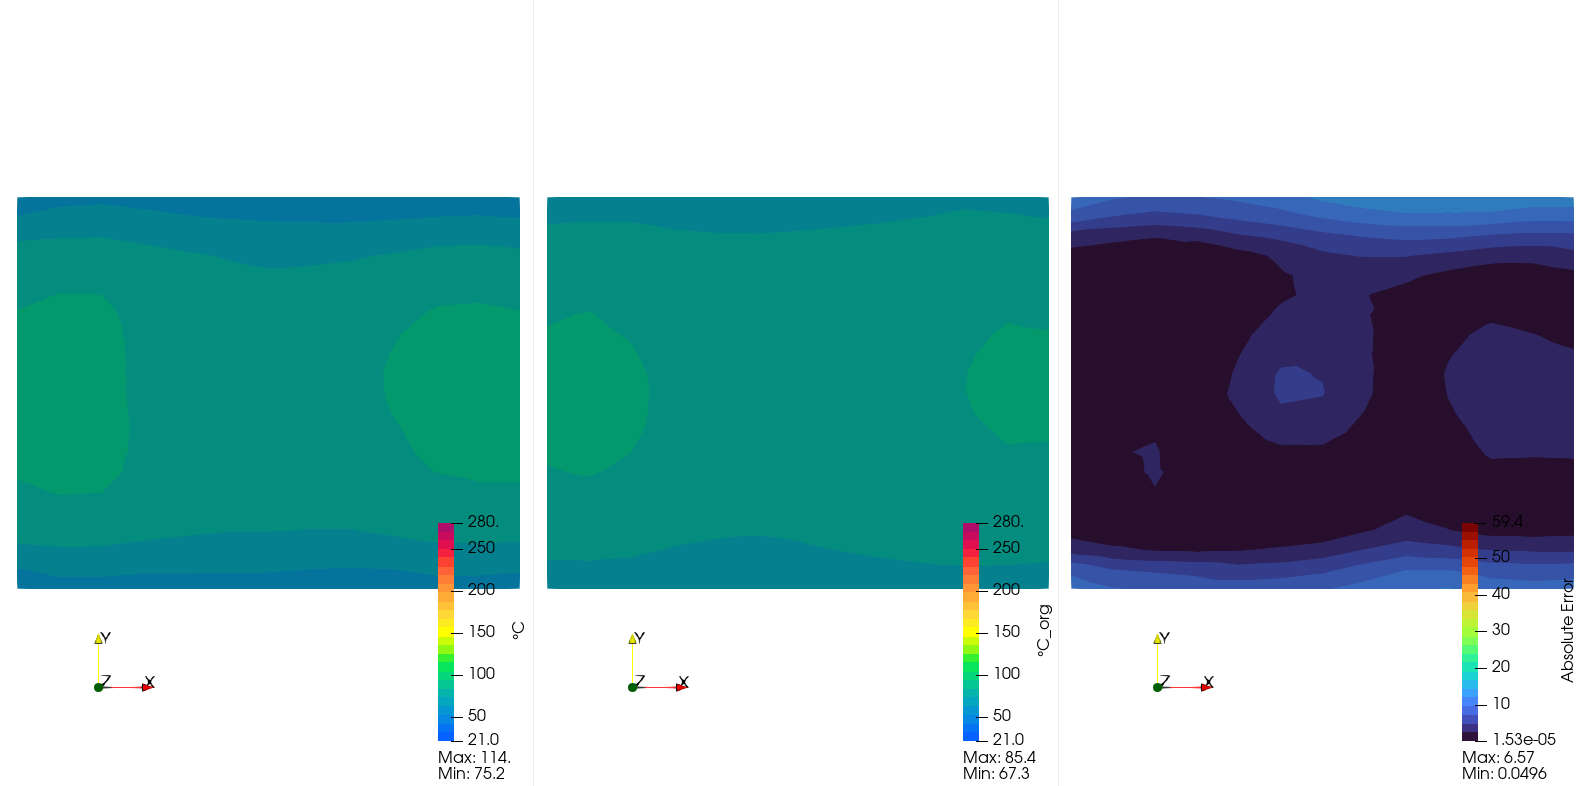 280.
250
200
150
100
50
21.0
°C
Max: 114.
Min: 75.2
Y
Z
X
280.
250
200
150
100
50
21.0
°C_org
Max: 85.4
Min: 67.3
Y
Z
X
59.4
50
40
30
20
10
1.53e-05
Absolute Error
Max: 6.57
Min: 0.0496
Y
Z
X